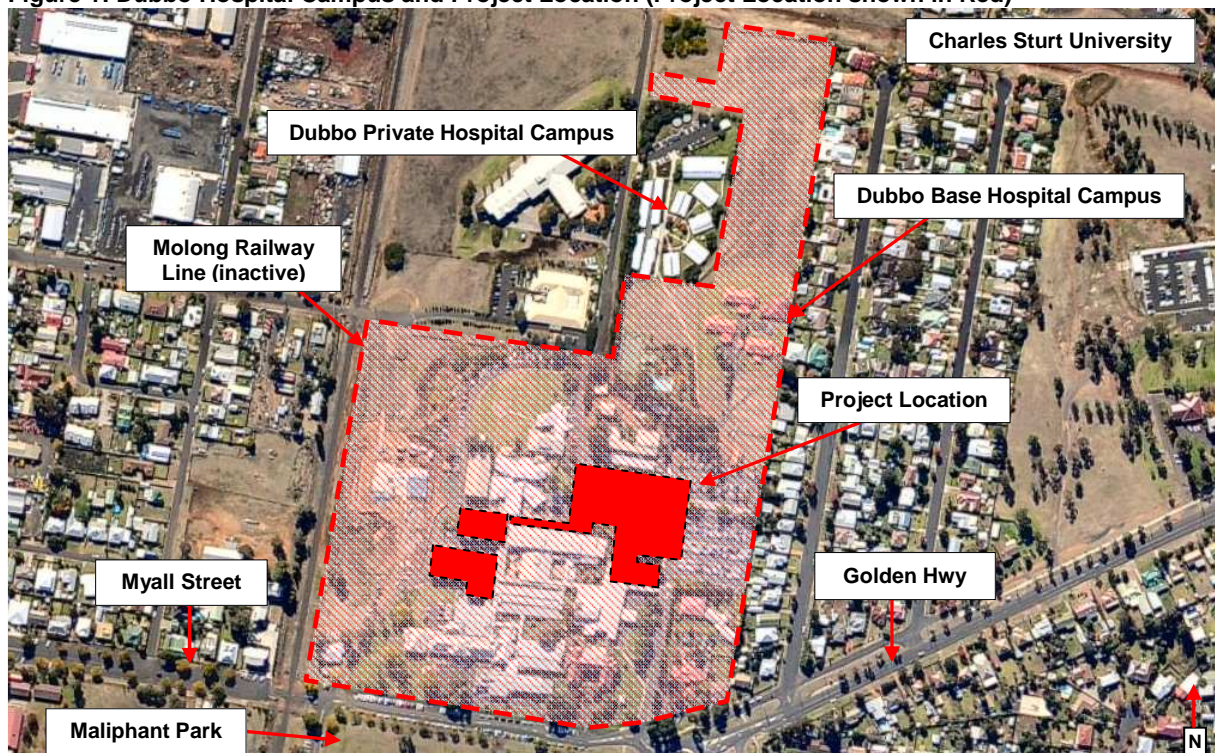 Figure 1: Dubbo Hospital Campus and Project Location (Project Location shown in Red)
Charles Sturt University
Dubbo Private Hospital Campus
Dubbo Base Hospital Campus
Molong Railway
Line (inactive)
Project Location
Myall Street
Golden Hwy
Maliphant Park
N